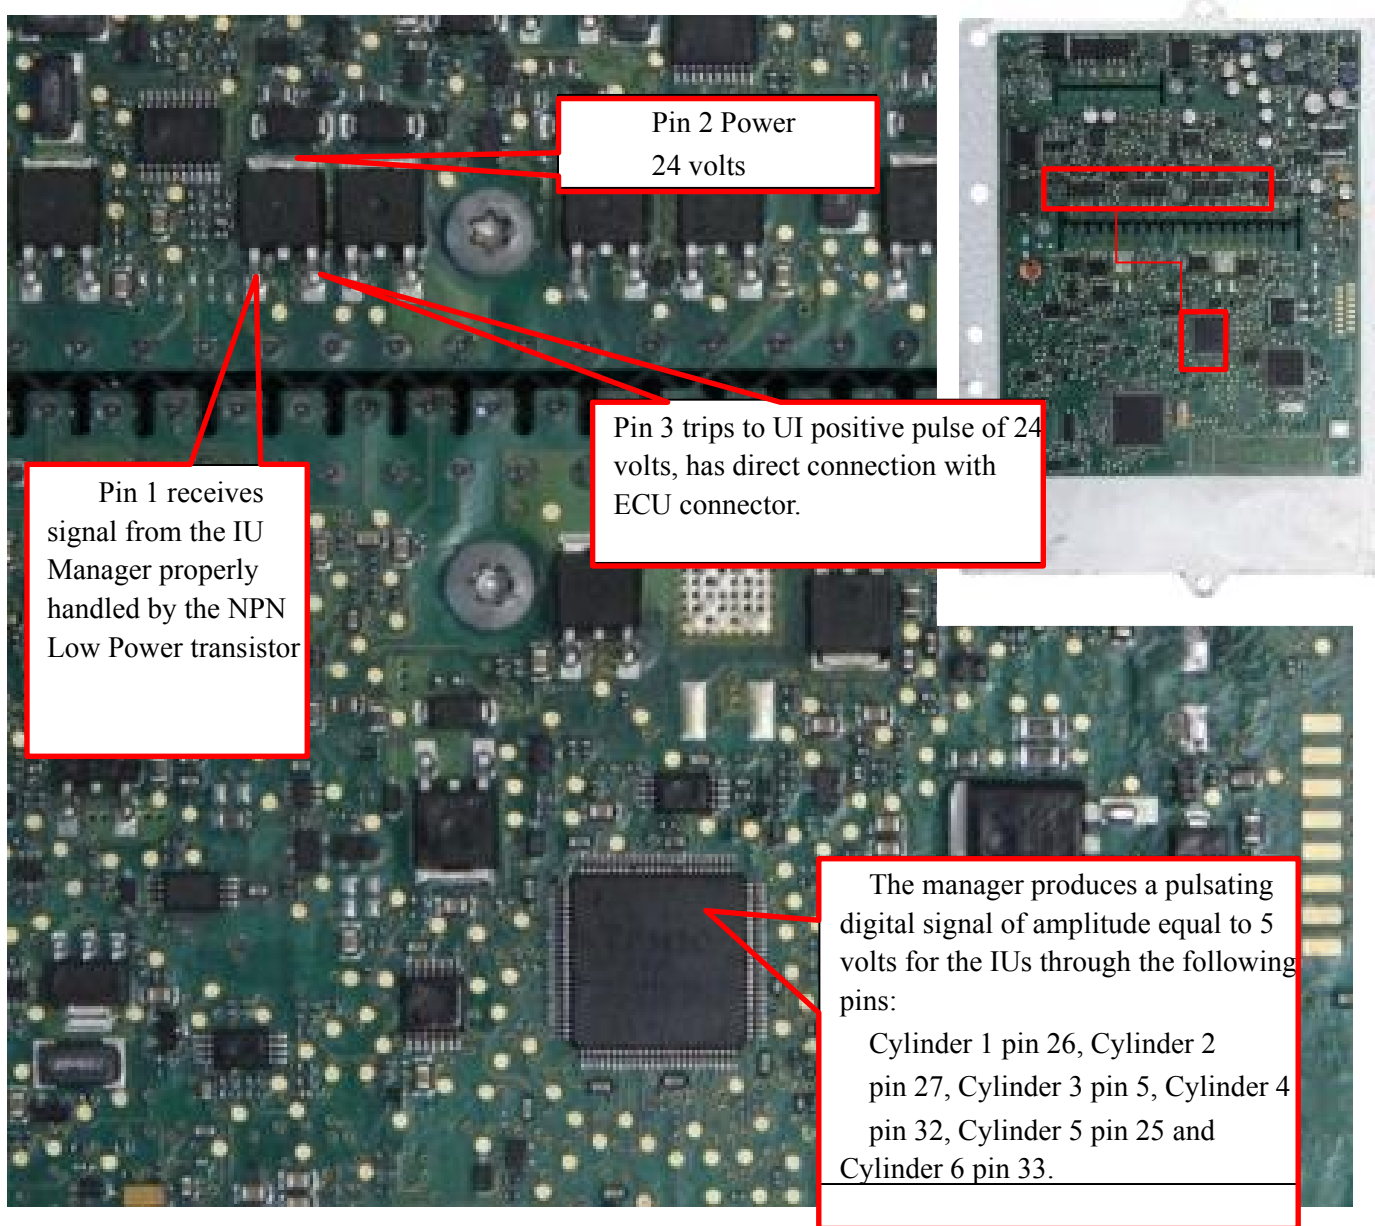 Pin 2 Power
24 volts
Pin 3 trips to UI positive pulse of 24
volts, has direct connection with
ECU connector.
Pin 1 receives
signal from the IU
Manager properly
handled by the NPN
Low Power transistor
The manager produces a pulsating
digital signal of amplitude equal to 5
volts for the IUs through the following
pins:
Cylinder 1 pin 26, Cylinder 2
pin 27, Cylinder 3 pin 5, Cylinder 4
pin 32, Cylinder 5 pin 25 and
Cylinder 6 pin 33.